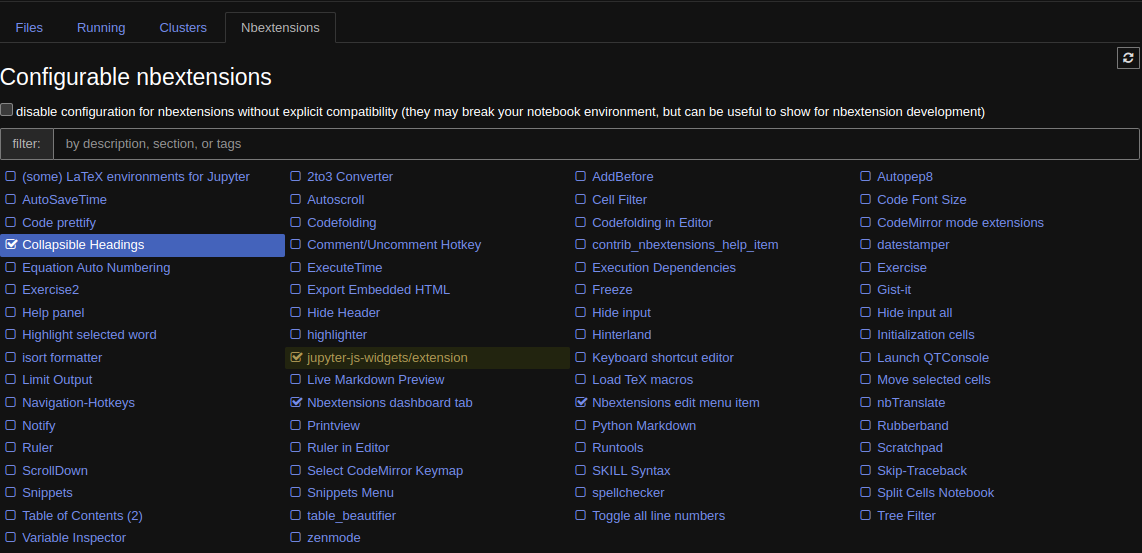 Files Running Clusters Nbextensions
Configurable nbextensions
disable configuration for nbextensions without explicit compatibility (they may break your notebook environment, but can be useful to show for nbextension development)
filter: by description, section, or tags
(some) LaTeX environments for Jupyter 2to3 Converter AddBefore Autopep8
AutoSaveTime Autoscroll Cell Filter Code Font Size
Code prettify Codefolding Codefolding in Editor CodeMirror mode extensions
Collapsible Headings Comment/Uncomment Hotkey contrib_nbextensions_help_item datestamper
Equation Auto Numbering ExecuteTime Execution Dependencies Exercise
Exercise2 Export Embedded HTML Freeze Gist-it
Help panel Hide Header Hide input Hide input all
Highlight selected word highlighter Hinterland Initialization cells
isort formatter jupyter-js-widgets/extension Keyboard shortcut editor Launch QTConsole
Limit Output Live Markdown Preview Load TeX macros Move selected cells
Navigation-Hotkeys Nbextensions dashboard tab Nbextensions edit menu item nbTranslate
Notify Printview Python Markdown Rubberband
Ruler Ruler in Editor Runtools Scratchpad
ScrollDown Select CodeMirror Keymap SKILL Syntax Skip-Traceback
Snippets Snippets Menu spellchecker Split Cells Notebook
Table of Contents (2) table_beautifier Toggle all line numbers Tree Filter
Variable Inspector zenmode